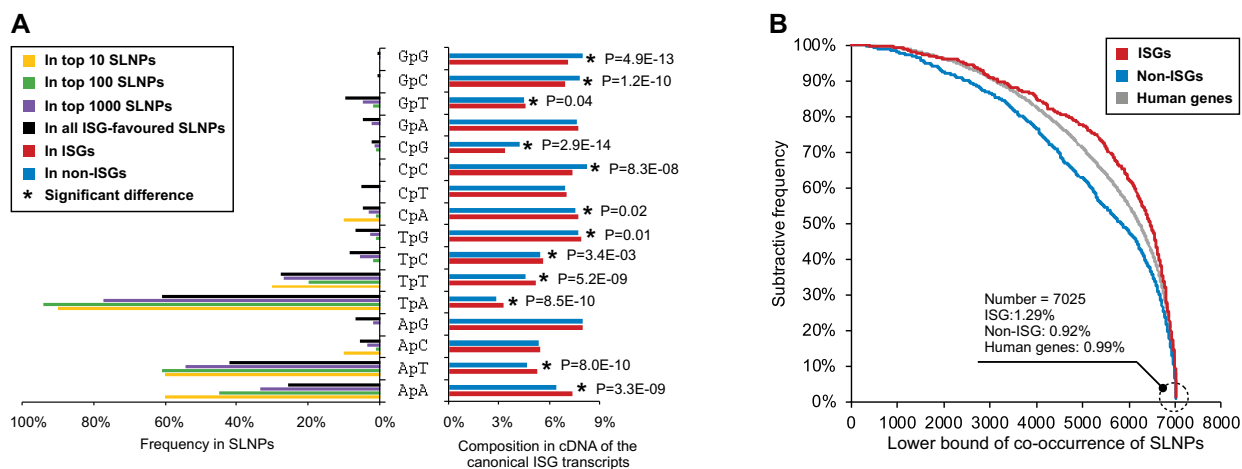 A
In top 10 SLNPs
In top 100 SLNPs
In top 1000 SLNPs
In all ISG-favoured SLNPs
In ISGs
In non-ISGs
* Significant difference
GpG
* P=4.9E-13
GpC
* P=1.2E-10
GpT
* P=0.04
GpA
CpG
* P=2.9E-14
CpC
* P=8.3E-08
CpT
CpA
* P=0.02
TpG
* P=0.01
TpC
* P=3.4E-03
TpT
* P=5.2E-09
TpA
* P=8.5E-10
ApG
ApC
ApT
* P=8.0E-10
ApA
* P=3.3E-09
100% 80% 60% 40% 20% 0%
Frequency in SLNPs
0% 3% 6% 9%
Composition in cDNA of the
canonical ISG transcripts
B
ISGs
Non-ISGs
Human genes
Subtractive frequency
100%
90%
80%
70%
60%
50%
40%
30%
20%
10%
0%
Number = 7025
ISG:1.29%
Non-ISG: 0.92%
Human genes: 0.99%
0 1000 2000 3000 4000 5000 6000 7000 8000
Lower bound of co-occurrence of SLNPs